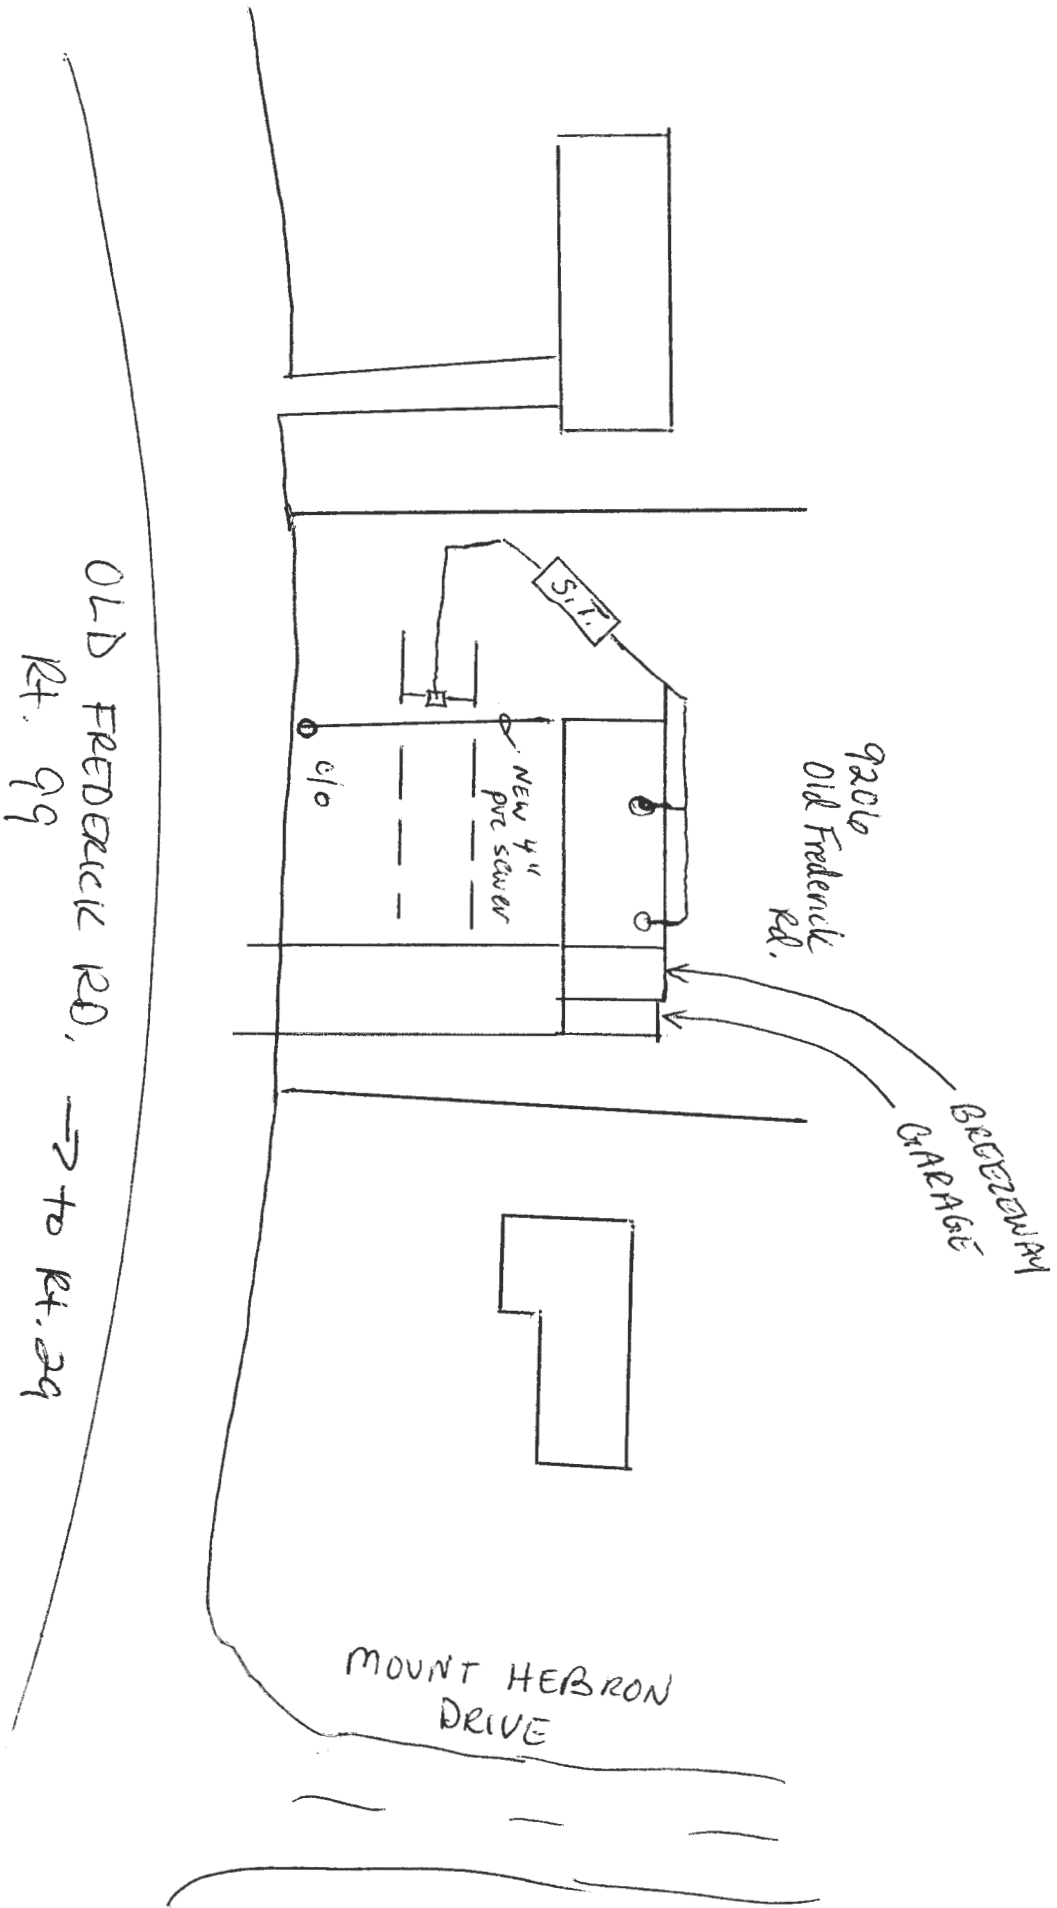 9206
Old Frederick
Rd.
BREEZEWAY
GARAGE
S.T.
NEW 4"
pvc sewer
c/o
OLD FREDERICK RD. → to Rt. 29
Rt. 99
MOUNT HEBRON
DRIVE